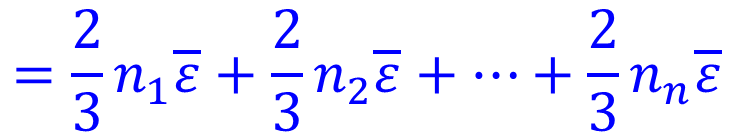 = 2/3 n₁ε̅ + 2/3 n₂ε̅ + ⋯ + 2/3 nₙε̅